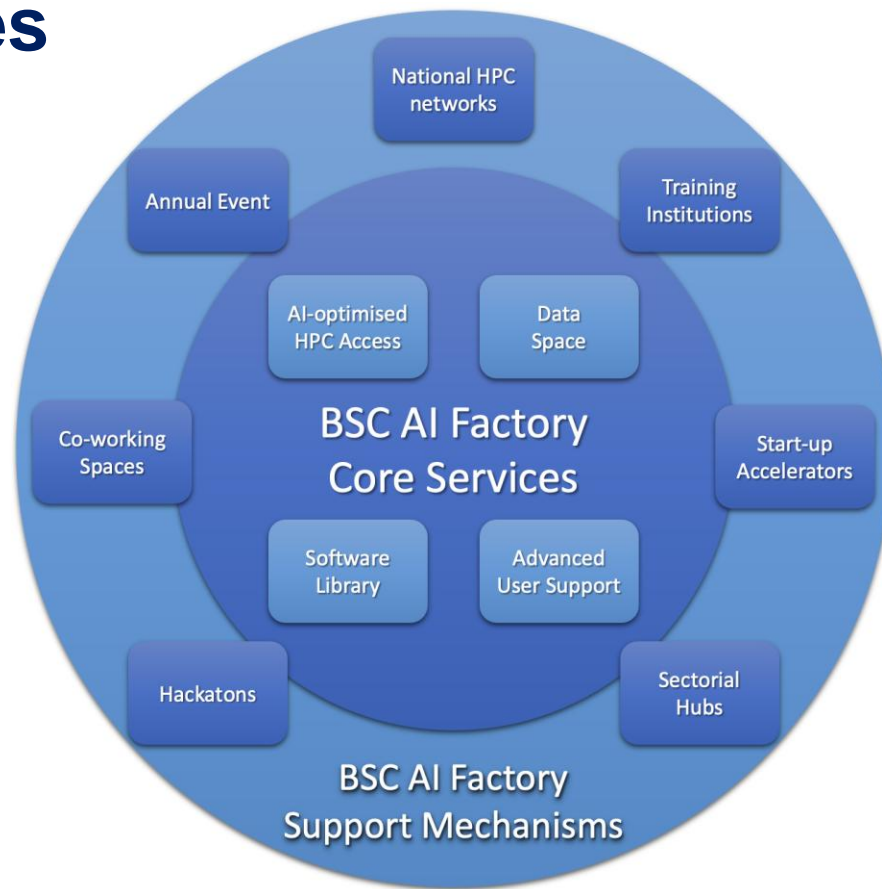 es
National HPC
networks
Annual Event
Training
Institutions
AI-optimised
HPC Access
Data
Space
BSC AI Factory
Core Services
Co-working
Spaces
Start-up
Accelerators
Software
Library
Advanced
User Support
Hackatons
Sectorial
Hubs
BSC AI Factory
Support Mechanisms